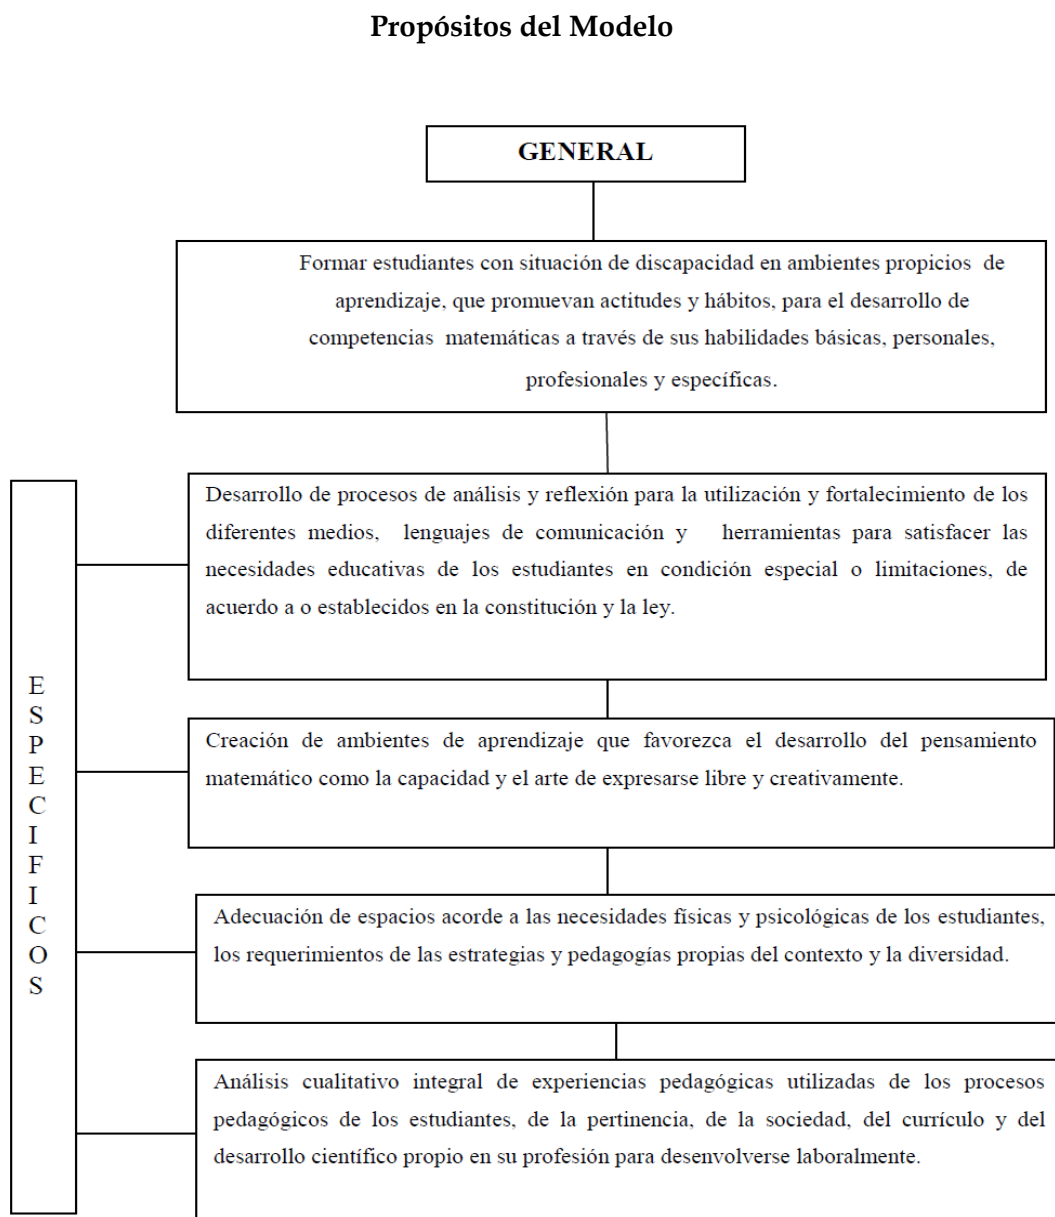 Propósitos del Modelo
GENERAL
Formar estudiantes con situación de discapacidad en ambientes propicios de
aprendizaje, que promuevan actitudes y hábitos, para el desarrollo de
competencias matemáticas a través de sus habilidades básicas, personales,
profesionales y específicas.
Desarrollo de procesos de análisis y reflexión para la utilización y fortalecimiento de los
diferentes medios, lenguajes de comunicación y herramientas para satisfacer las
necesidades educativas de los estudiantes en condición especial o limitaciones, de
acuerdo a o establecidos en la constitución y la ley.
E
S
P
E
C
I
F
I
C
O
S
Creación de ambientes de aprendizaje que favorezca el desarrollo del pensamiento
matemático como la capacidad y el arte de expresarse libre y creativamente.
Adecuación de espacios acorde a las necesidades físicas y psicológicas de los estudiantes,
los requerimientos de las estrategias y pedagogías propias del contexto y la diversidad.
Análisis cualitativo integral de experiencias pedagógicas utilizadas de los procesos
pedagógicos de los estudiantes, de la pertinencia, de la sociedad, del currículo y del
desarrollo científico propio en su profesión para desenvolverse laboralmente.